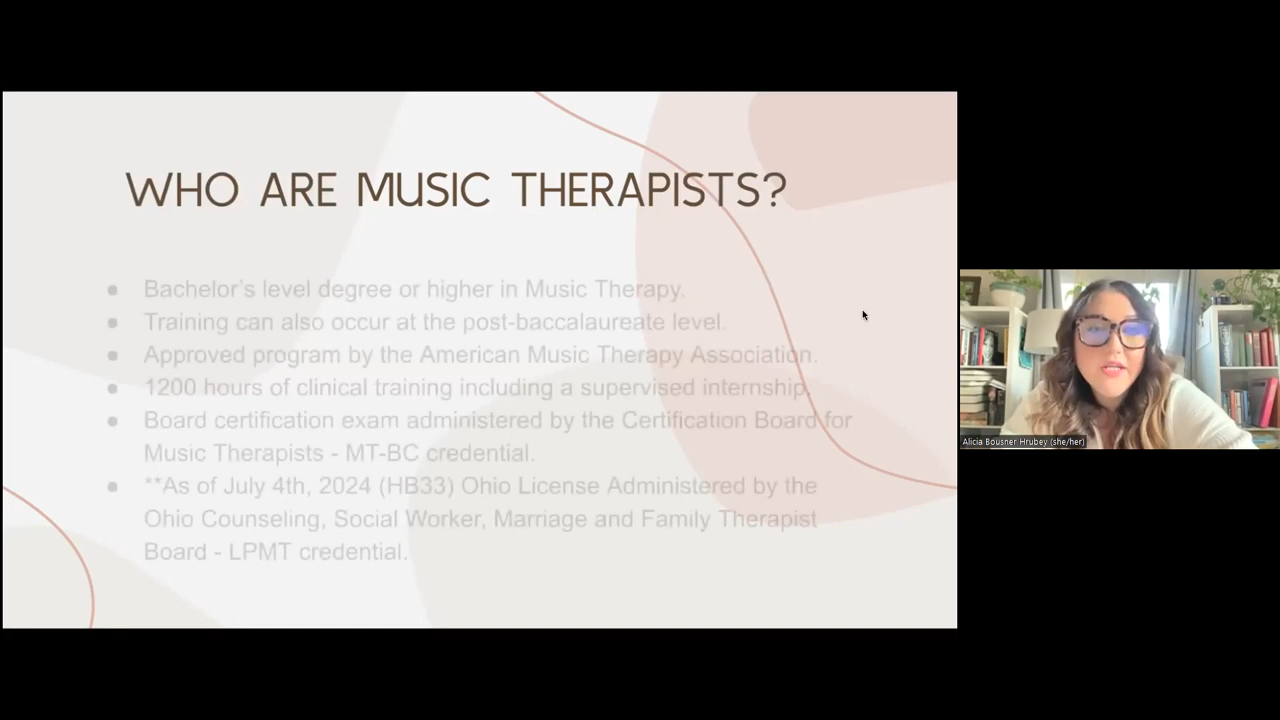 WHO ARE MUSIC THERAPISTS?
Bachelor's level degree or higher in Music Therapy.
Training can also occur at the post-baccalaureate level.
Approved program by the American Music Therapy Association.
1200 hours of clinical training including a supervised internship.
Board certification exam administered by the Certification Board for
Music Therapists - MT-BC credential.
**As of July 4th, 2024 (HB33) Ohio License Administered by the
Ohio Counseling, Social Worker, Marriage and Family Therapist
Board - LPMT credential.
Alicia Bousner Hrubey (she/her)